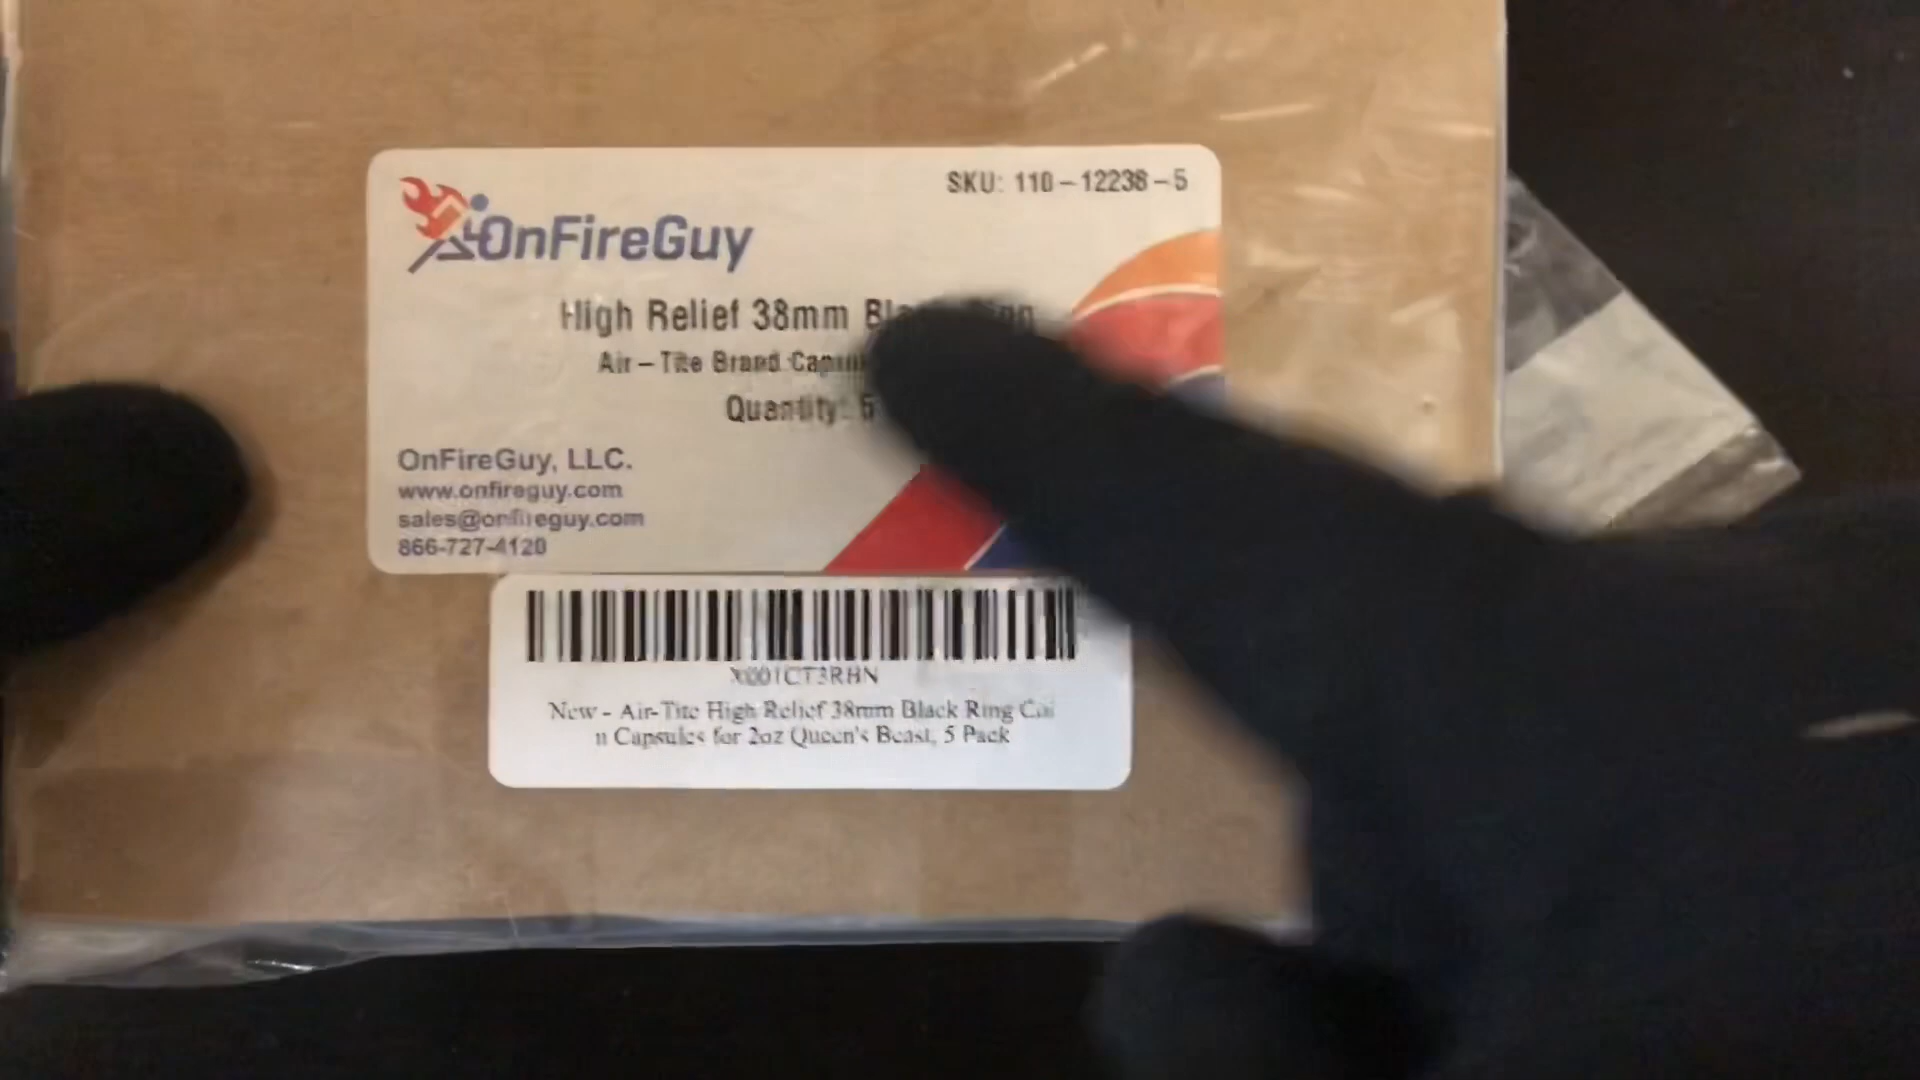 SKU: 110-12238-5
OnFireGuy
High Relief 38mm
Air-Tite Brand
Quantity: 5
OnFireGuy, LLC.
www.onfireguy.com
sales@onfireguy.com
866-727-4120
X001CT3RHN
New - Air-Tite High Relief 38mm Black Ring Coi
n Capsules for 2oz Queen's Beast, 5 Pack